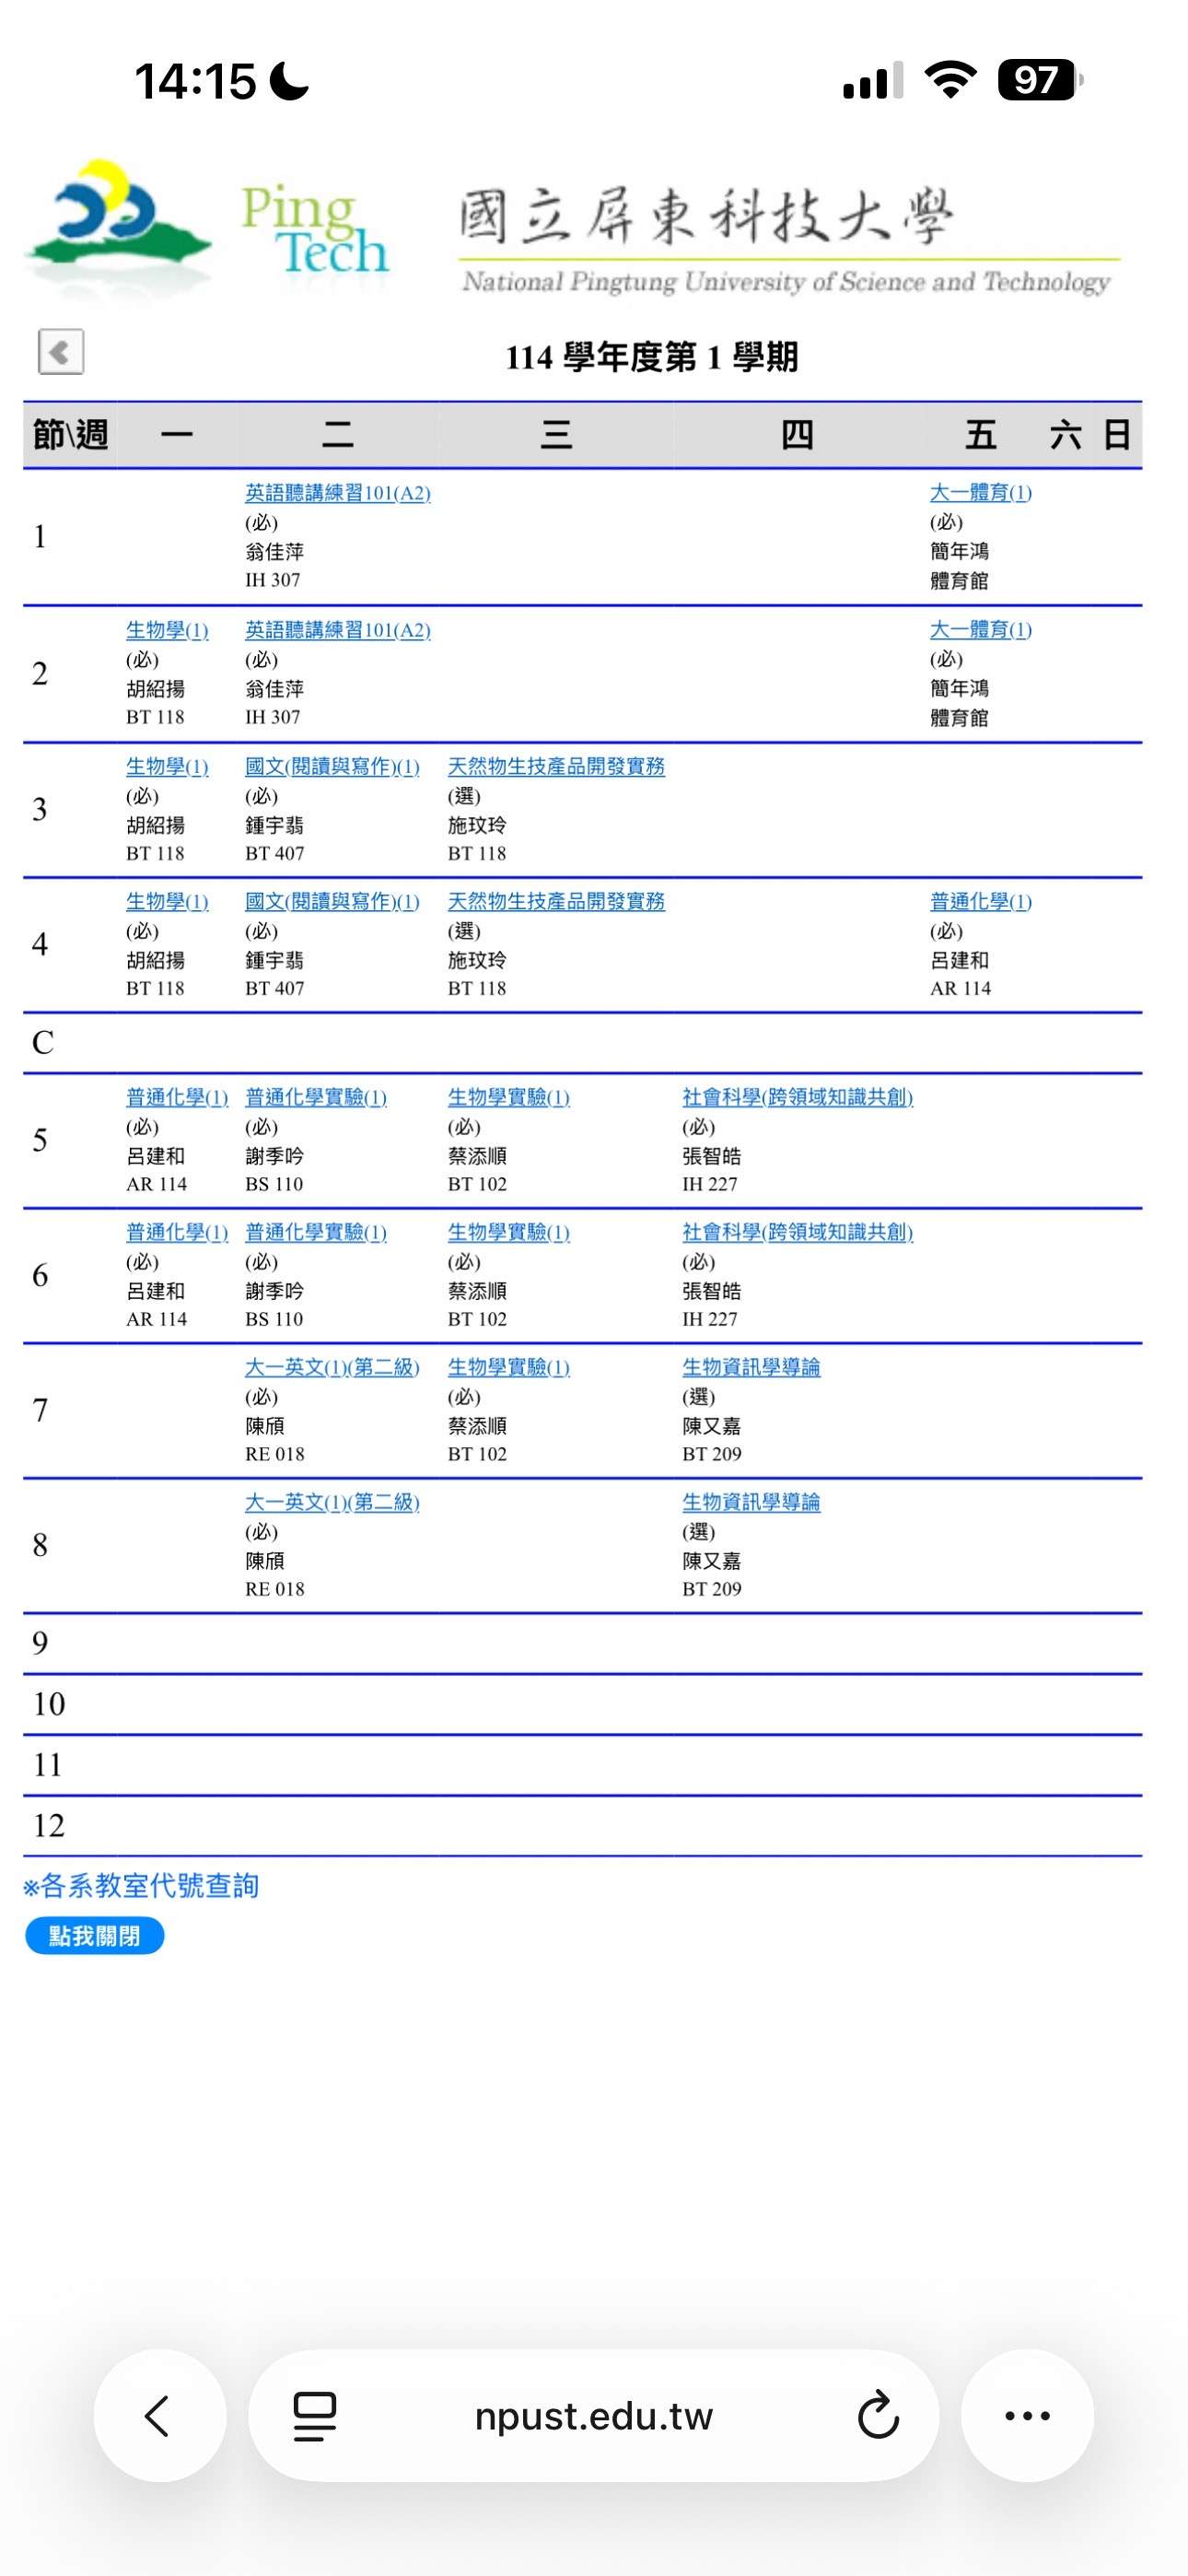 14:15
97
Ping
Tech
國立屏東科技大學
National Pingtung University of Science and Technology
114 學年度第 1 學期
節\週 一 二 三 四 五 六 日
1
英語聽講練習101(A2)
(必)
翁佳萍
IH 307
大一體育(1)
(必)
簡年鴻
體育館
2
生物學(1)
(必)
胡紹揚
BT 118
英語聽講練習101(A2)
(必)
翁佳萍
IH 307
大一體育(1)
(必)
簡年鴻
體育館
3
生物學(1)
(必)
胡紹揚
BT 118
國文(閱讀與寫作)(1)
(必)
鍾宇翡
BT 407
天然物生技產品開發實務
(選)
施玟玲
BT 118
4
生物學(1)
(必)
胡紹揚
BT 118
國文(閱讀與寫作)(1)
(必)
鍾宇翡
BT 407
天然物生技產品開發實務
(選)
施玟玲
BT 118
普通化學(1)
(必)
呂建和
AR 114
C
5
普通化學(1)
(必)
呂建和
AR 114
普通化學實驗(1)
(必)
謝季吟
BS 110
生物學實驗(1)
(必)
蔡添順
BT 102
社會科學(跨領域知識共創)
(必)
張智皓
IH 227
6
普通化學(1)
(必)
呂建和
AR 114
普通化學實驗(1)
(必)
謝季吟
BS 110
生物學實驗(1)
(必)
蔡添順
BT 102
社會科學(跨領域知識共創)
(必)
張智皓
IH 227
7
大一英文(1)(第二級)
(必)
陳頎
RE 018
生物學實驗(1)
(必)
蔡添順
BT 102
生物資訊學導論
(選)
陳又嘉
BT 209
8
大一英文(1)(第二級)
(必)
陳頎
RE 018
生物資訊學導論
(選)
陳又嘉
BT 209
9
10
11
12
※各系教室代號查詢
點我關閉
npust.edu.tw